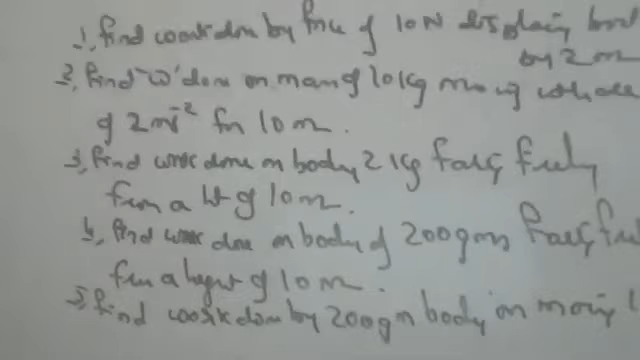 1, find work done by force of 10N displacing bod
by 2m
2, find "W" done on mass of 10Kg moving with acc
of 2ms⁻² for 10m.
3, find work done on body 2 Kg falling freely
from a ht of 10m.
4, find work done on body of 200gms falling fre
from a height of 10m.
5, find work done by 200gm body on moving